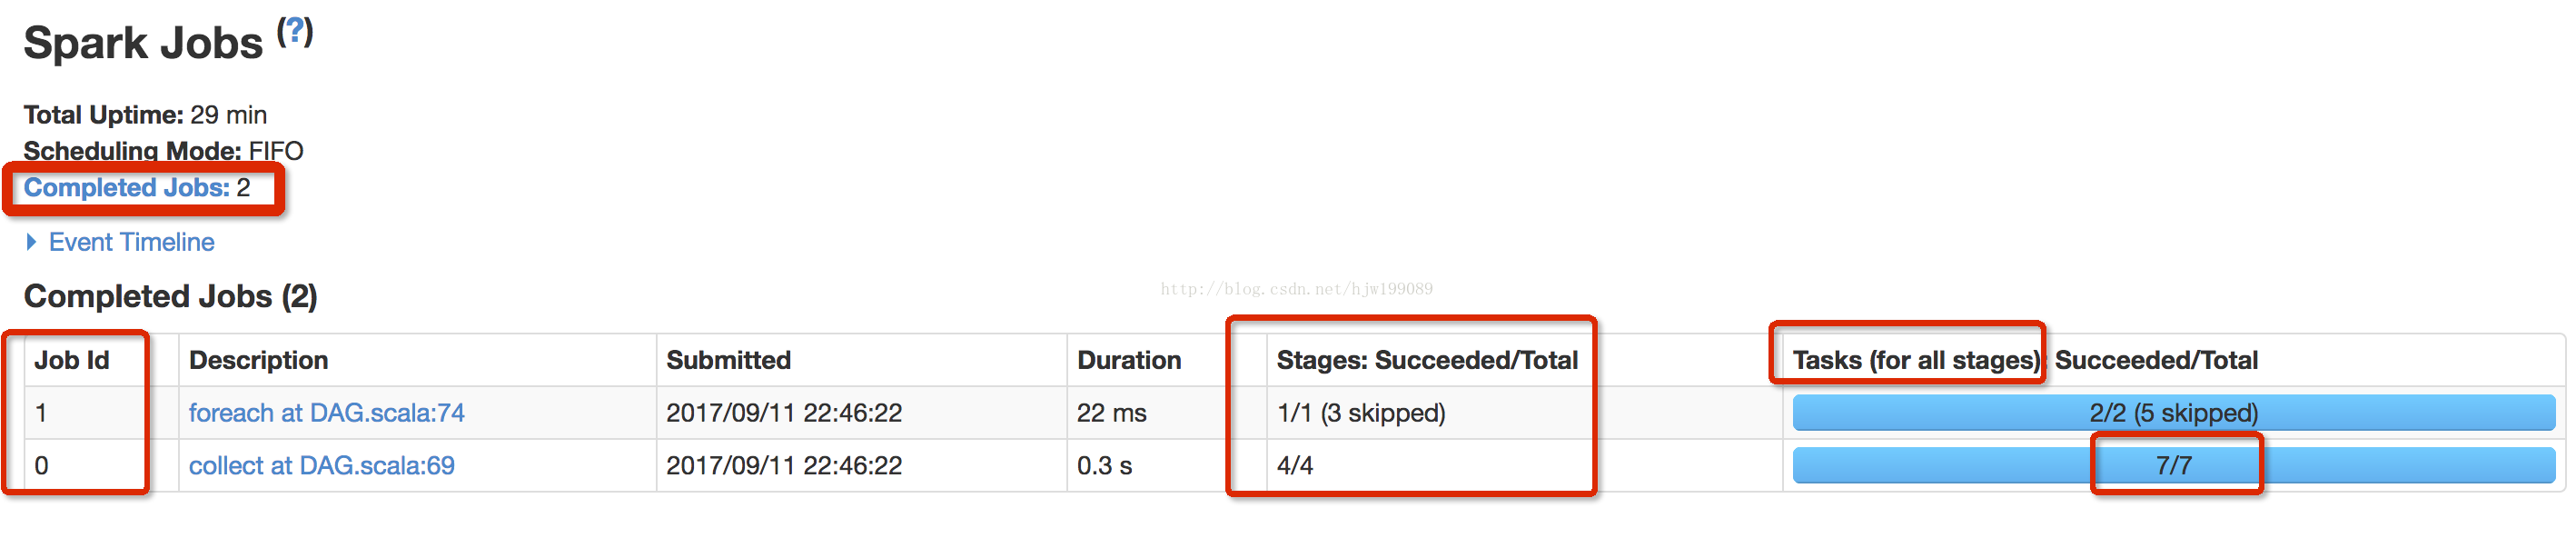 Spark Jobs (?)
Total Uptime: 29 min
Scheduling Mode: FIFO
Completed Jobs: 2
Event Timeline
http://blog.csdn.net/hjw199089
Completed Jobs (2)
Job Id Description Submitted Duration Stages: Succeeded/Total Tasks (for all stages): Succeeded/Total
1 foreach at DAG.scala:74 2017/09/11 22:46:22 22 ms 1/1 (3 skipped) 2/2 (5 skipped)
0 collect at DAG.scala:69 2017/09/11 22:46:22 0.3 s 4/4 7/7